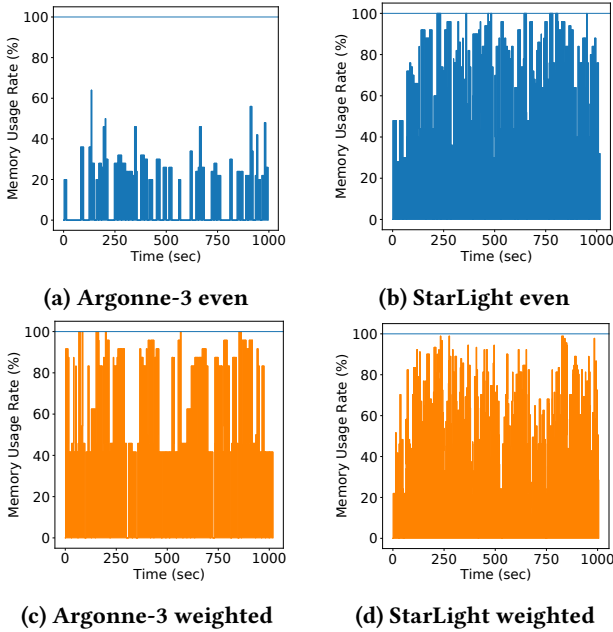 Memory Usage Rate (%)
100
80
60
40
20
0
0 250 500 750 1000
Time (sec)
(a) Argonne-3 even
Memory Usage Rate (%)
100
80
60
40
20
0
0 250 500 750 1000
Time (sec)
(b) StarLight even
Memory Usage Rate (%)
100
80
60
40
20
0
0 250 500 750 1000
Time (sec)
(c) Argonne-3 weighted
Memory Usage Rate (%)
100
80
60
40
20
0
0 250 500 750 1000
Time (sec)
(d) StarLight weighted